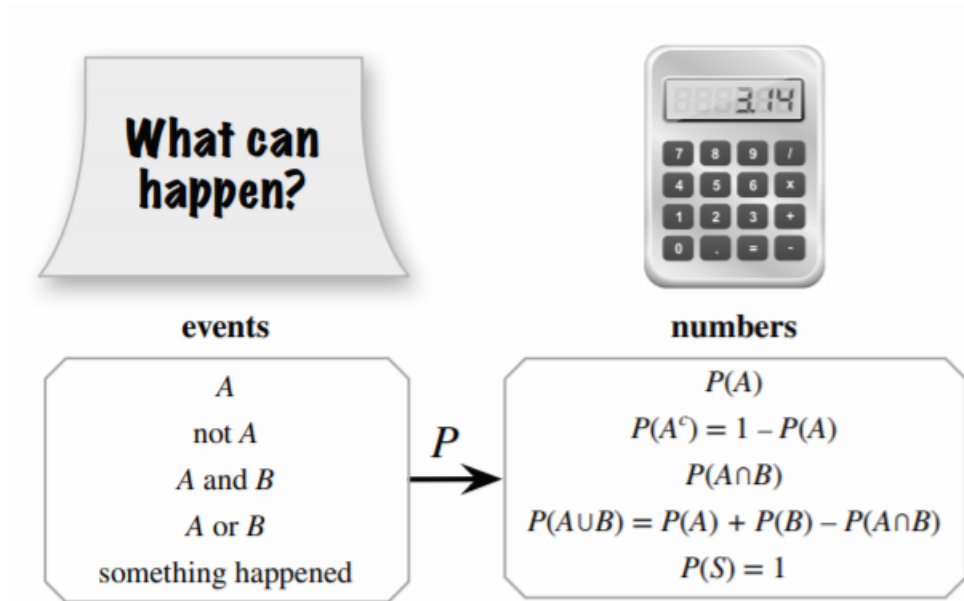 What can
happen?
3.14
7 8 9 /
4 5 6 x
1 2 3 +
0 . = -
events
numbers
A
not A
A and B
A or B
something happened
P
P(A)
P(Aᶜ) = 1 – P(A)
P(A∩B)
P(A∪B) = P(A) + P(B) – P(A∩B)
P(S) = 1